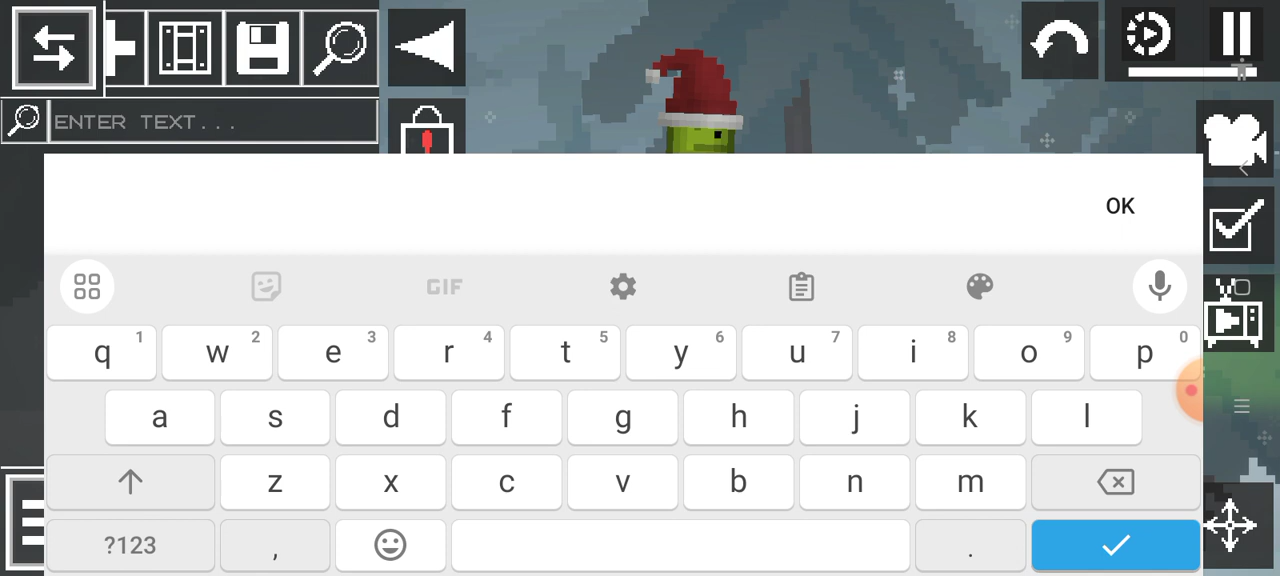 ENTER TEXT...
OK
GIF
q 1 w 2 e 3 r 4 t 5 y 6 u 7 i 8 o 9 p 0
a s d f g h j k l
z x c v b n m
?123 , .